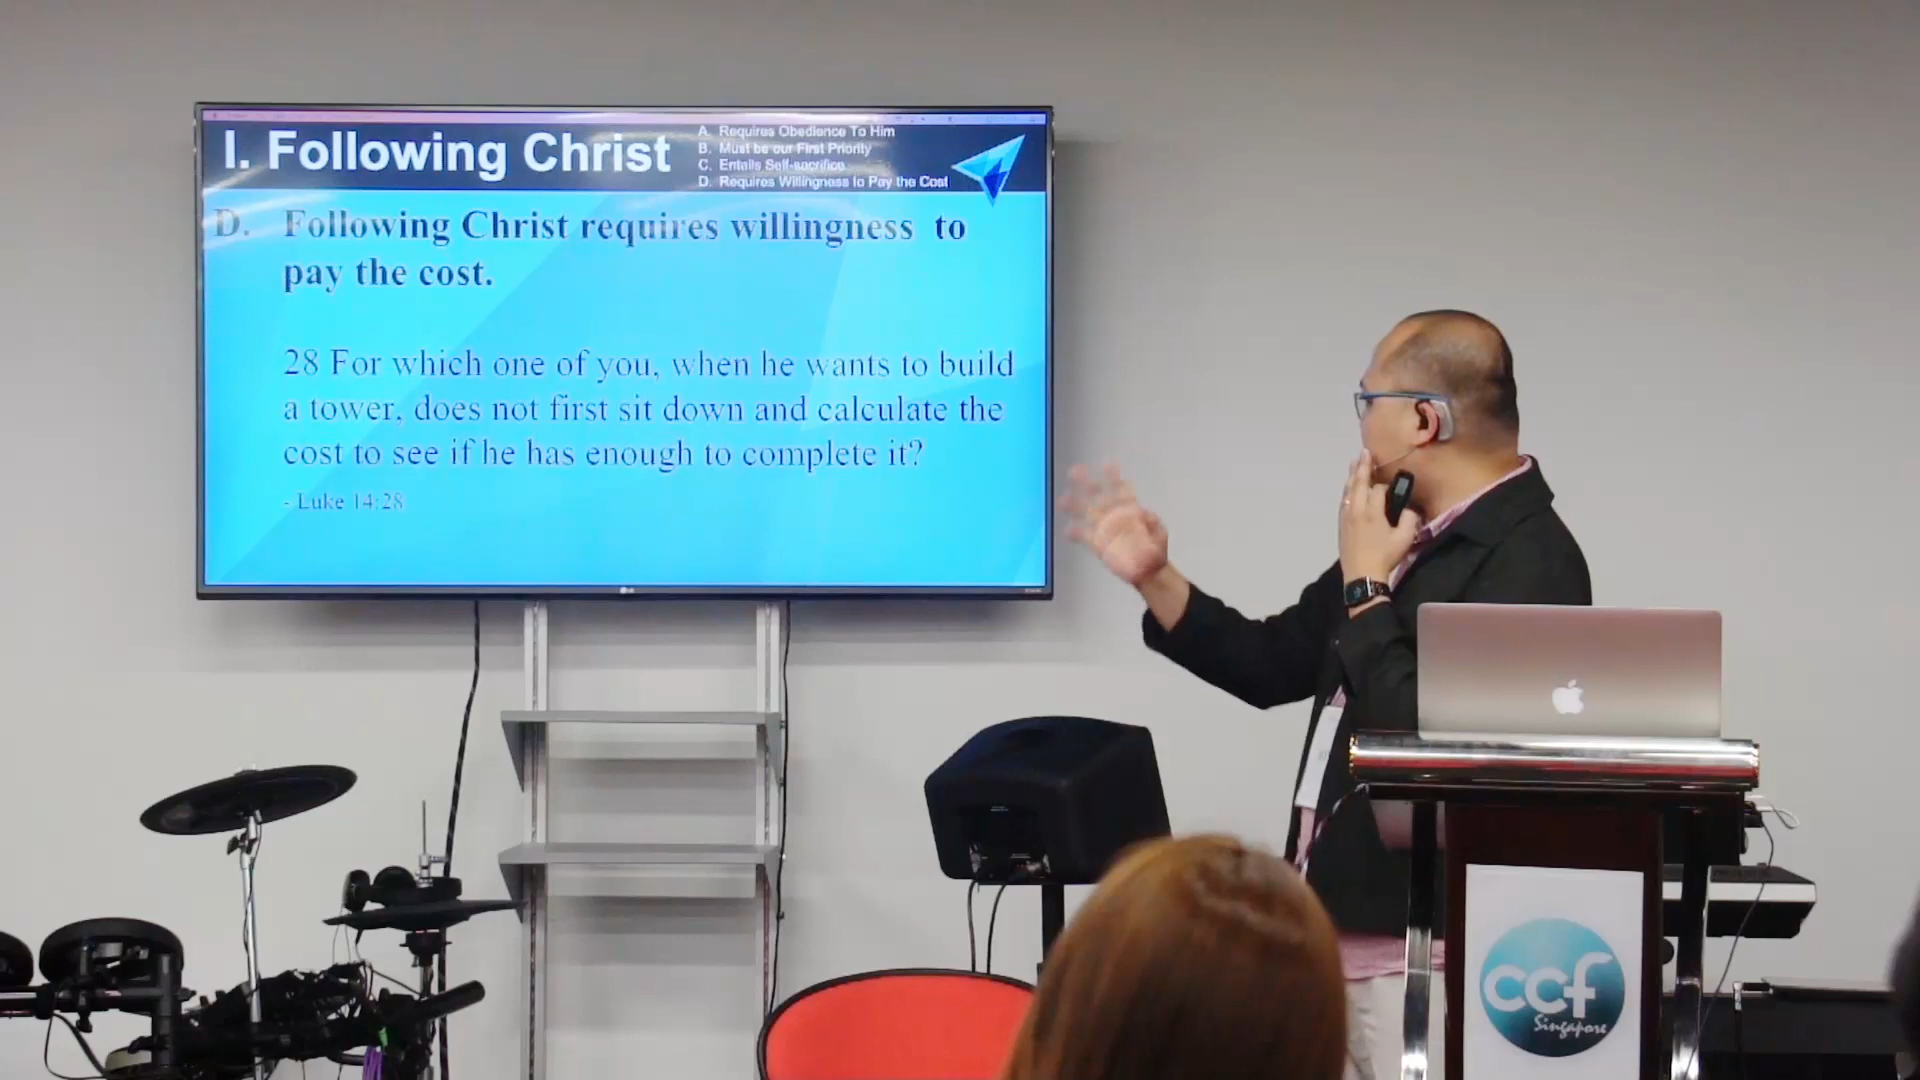 I. Following Christ
A. Requires Obedience To Him
B. Must be our First Priority
C. Entails Self-sacrifice
D. Requires Willingness to Pay the Cost
D. Following Christ requires willingness to
pay the cost.
28 For which one of you, when he wants to build
a tower, does not first sit down and calculate the
cost to see if he has enough to complete it?
- Luke 14:28
LG
ccf
Singapore